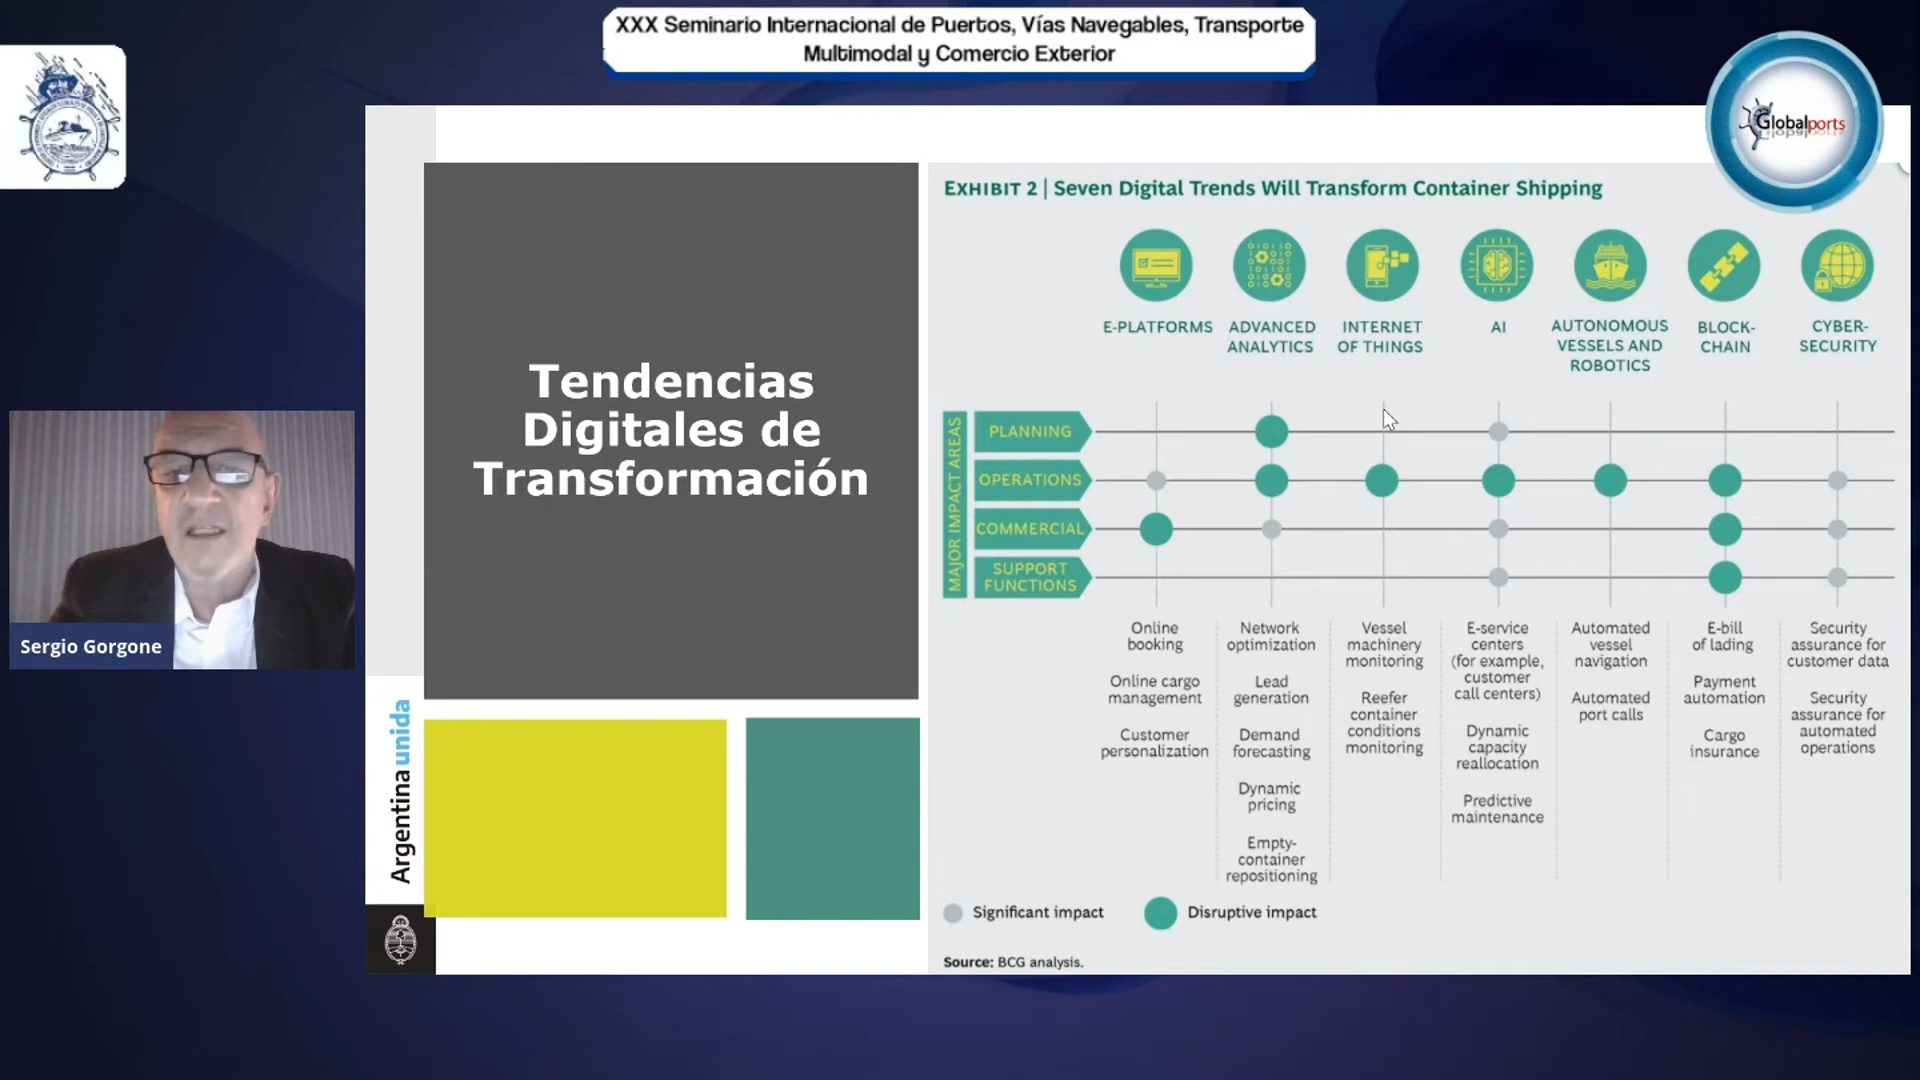 XXX Seminario Internacional de Puertos, Vías Navegables, Transporte
Multimodal y Comercio Exterior
Globalports
Sergio Gorgone
Argentina unida
Tendencias
Digitales de
Transformación
EXHIBIT 2 | Seven Digital Trends Will Transform Container Shipping
E-PLATFORMS
ADVANCED
ANALYTICS
INTERNET
OF THINGS
AI
AUTONOMOUS
VESSELS AND
ROBOTICS
BLOCK-
CHAIN
CYBER-
SECURITY
MAJOR IMPACT AREAS
PLANNING
OPERATIONS
COMMERCIAL
SUPPORT
FUNCTIONS
Online
booking
Online cargo
management
Customer
personalization
Network
optimization
Lead
generation
Demand
forecasting
Dynamic
pricing
Empty-
container
repositioning
Vessel
machinery
monitoring
Reefer
container
conditions
monitoring
E-service
centers
(for example,
customer
call centers)
Dynamic
capacity
reallocation
Predictive
maintenance
Automated
vessel
navigation
Automated
port calls
E-bill
of lading
Payment
automation
Cargo
insurance
Security
assurance for
customer data
Security
assurance for
automated
operations
Significant impact
Disruptive impact
Source: BCG analysis.